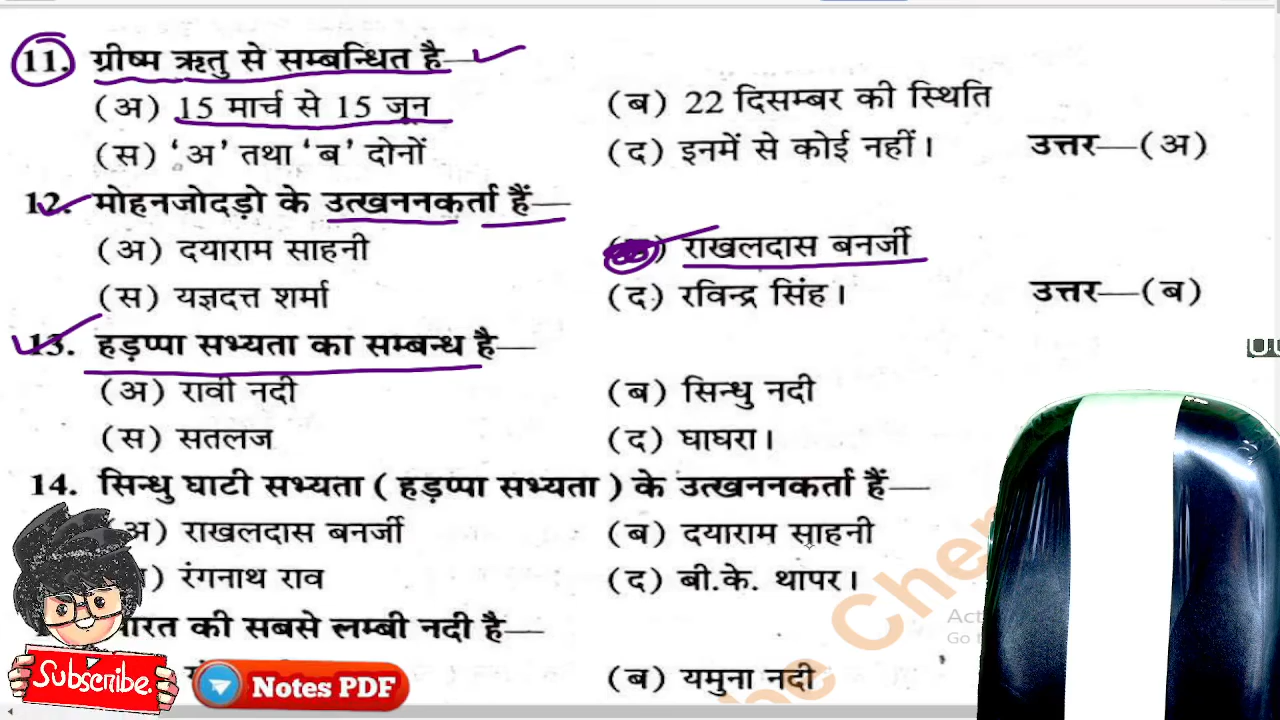 11. ग्रीष्म ऋतु से सम्बन्धित है—
(अ) 15 मार्च से 15 जून (ब) 22 दिसम्बर की स्थिति
(स) ‘अ’ तथा ‘ब’ दोनों (द) इनमें से कोई नहीं। उत्तर—(अ)
12. मोहनजोदड़ो के उत्खननकर्ता हैं—
(अ) दयाराम साहनी राखलदास बनर्जी
(स) यज्ञदत्त शर्मा (द) रविन्द्र सिंह। उत्तर—(ब)
13. हड़प्पा सभ्यता का सम्बन्ध है—
(अ) रावी नदी (ब) सिन्धु नदी
(स) सतलज (द) घाघरा।
14. सिन्धु घाटी सभ्यता ( हड़प्पा सभ्यता ) के उत्खननकर्ता हैं—
अ) राखलदास बनर्जी (ब) दयाराम साहनी
) रंगनाथ राव (द) बी.के. थापर।
की सबसे लम्बी नदी है—
(ब) यमुना नदी
Subscribe.
Notes PDF